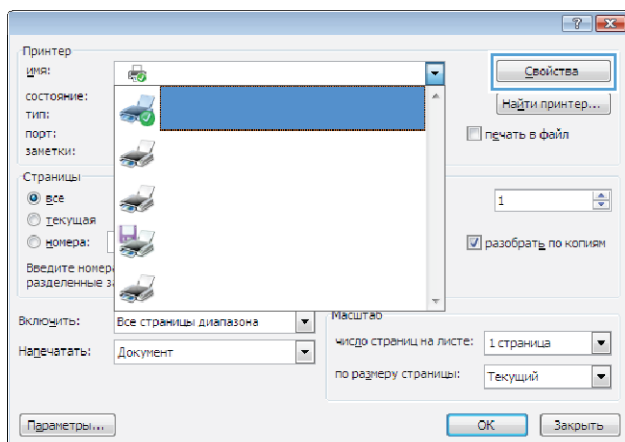 Принтер
имя:
Свойства
состояние:
Найти принтер...
тип:
порт:
печать в файл
заметки:
Страницы
все
1
текущая
номера:
разобрать по копиям
Введите
разделенные
Включить: Все страницы диапазона
Масштаб
число страниц на листе: 1 страница
Напечатать: Документ
по размеру страницы: Текущий
Параметры...
ОК
Закрыть